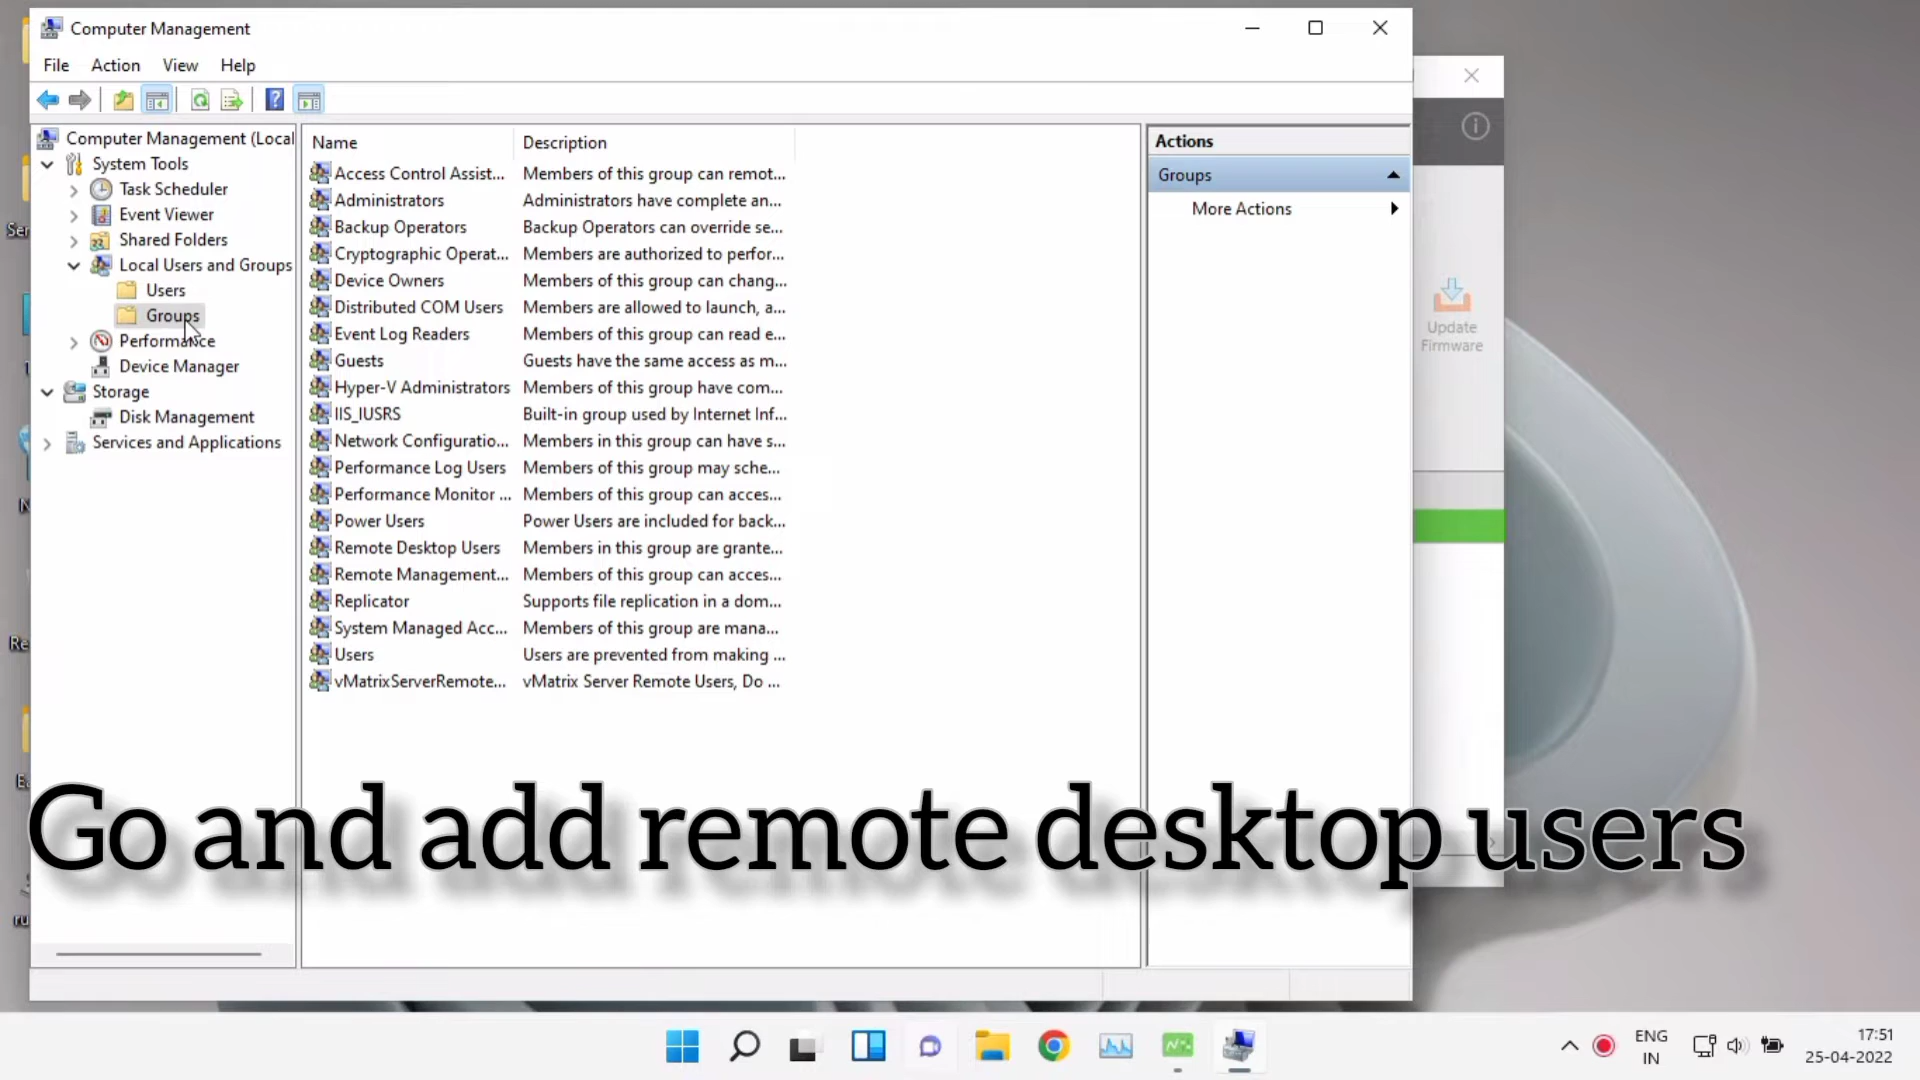 Computer Management
File Action View Help
Computer Management (Local
System Tools
Task Scheduler
Event Viewer
Shared Folders
Local Users and Groups
Users
Groups
Performance
Device Manager
Storage
Disk Management
Services and Applications
Name Description
Access Control Assist... Members of this group can remot...
Administrators Administrators have complete an...
Backup Operators Backup Operators can override se...
Cryptographic Operat... Members are authorized to perfor...
Device Owners Members of this group can chang...
Distributed COM Users Members are allowed to launch, a...
Event Log Readers Members of this group can read e...
Guests Guests have the same access as m...
Hyper-V Administrators Members of this group have com...
IIS_IUSRS Built-in group used by Internet Inf...
Network Configuratio... Members in this group can have s...
Performance Log Users Members of this group may sche...
Performance Monitor ... Members of this group can acces...
Power Users Power Users are included for back...
Remote Desktop Users Members in this group are grante...
Remote Management... Members of this group can acces...
Replicator Supports file replication in a dom...
System Managed Acc... Members of this group are mana...
Users Users are prevented from making ...
vMatrixServerRemote... vMatrix Server Remote Users, Do ...
Actions
Groups
More Actions
Update
Firmware
Go and add remote desktop users
ENG
IN
17:51
25-04-2022